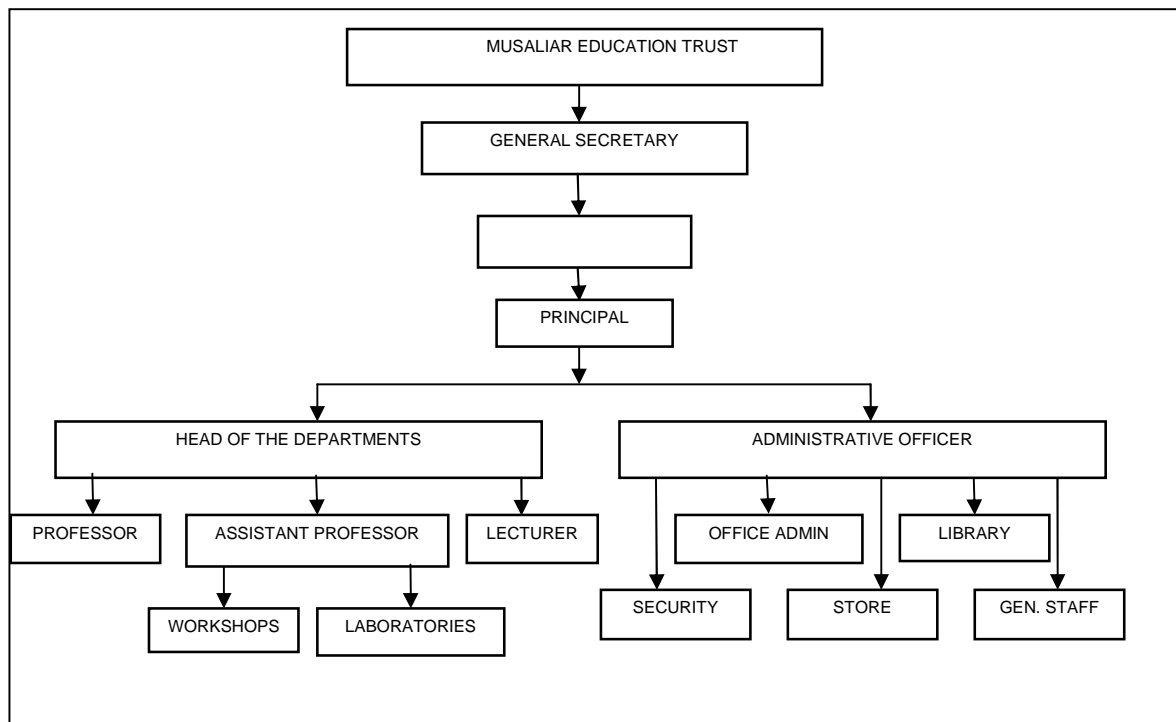 MUSALIAR EDUCATION TRUST
GENERAL SECRETARY
PRINCIPAL
HEAD OF THE DEPARTMENTS
ADMINISTRATIVE OFFICER
PROFESSOR
ASSISTANT PROFESSOR
LECTURER
OFFICE ADMIN
LIBRARY
WORKSHOPS
LABORATORIES
SECURITY
STORE
GEN. STAFF